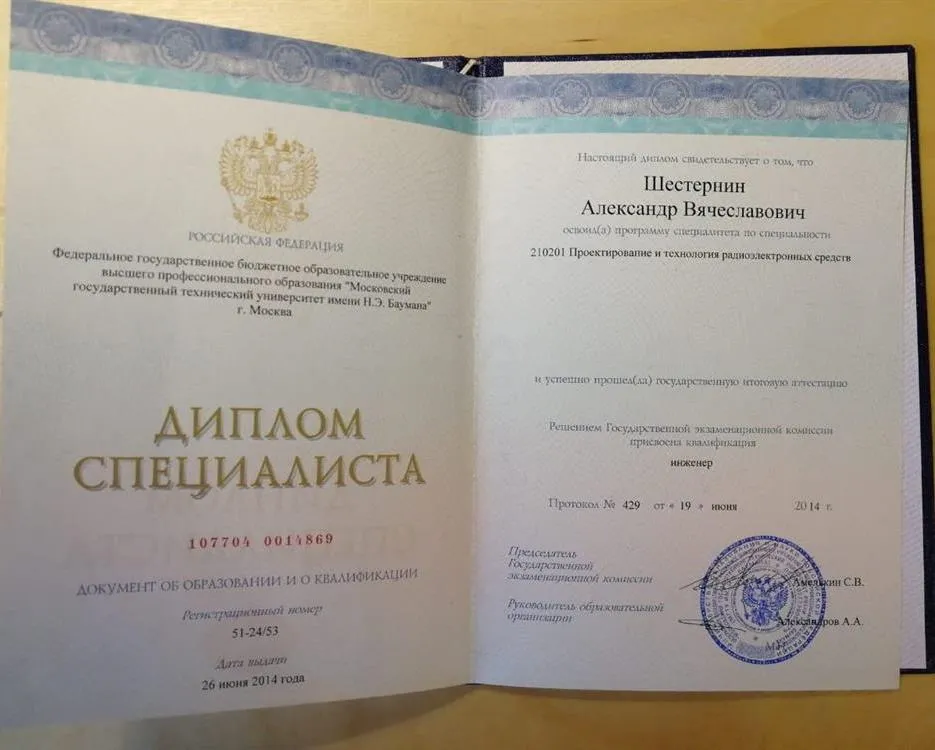 РОССИЙСКАЯ ФЕДЕРАЦИЯ
Федеральное государственное бюджетное образовательное учреждение
высшего профессионального образования "Московский
государственный технический университет имени Н.Э. Баумана"
г. Москва
ДИПЛОМ
СПЕЦИАЛИСТА
107704 0014869
ДОКУМЕНТ ОБ ОБРАЗОВАНИИ И О КВАЛИФИКАЦИИ
Регистрационный номер
51-24/53
Дата выдачи
26 июня 2014 года
Настоящий диплом свидетельствует о том, что
Шестернин
Александр Вячеславович
освоил(а) программу специалитета по специальности
210201 Проектирование и технология радиоэлектронных средств
и успешно прошел(ла) государственную итоговую аттестацию
Решением Государственной экзаменационной комиссии
присвоена квалификация
инженер
Протокол № 429 от « 19 » июня 2014 г.
Председатель
Государственной
экзаменационной комиссии
Амелькин С.В.
Руководитель образовательной
организации
Александров А.А.
М.П.